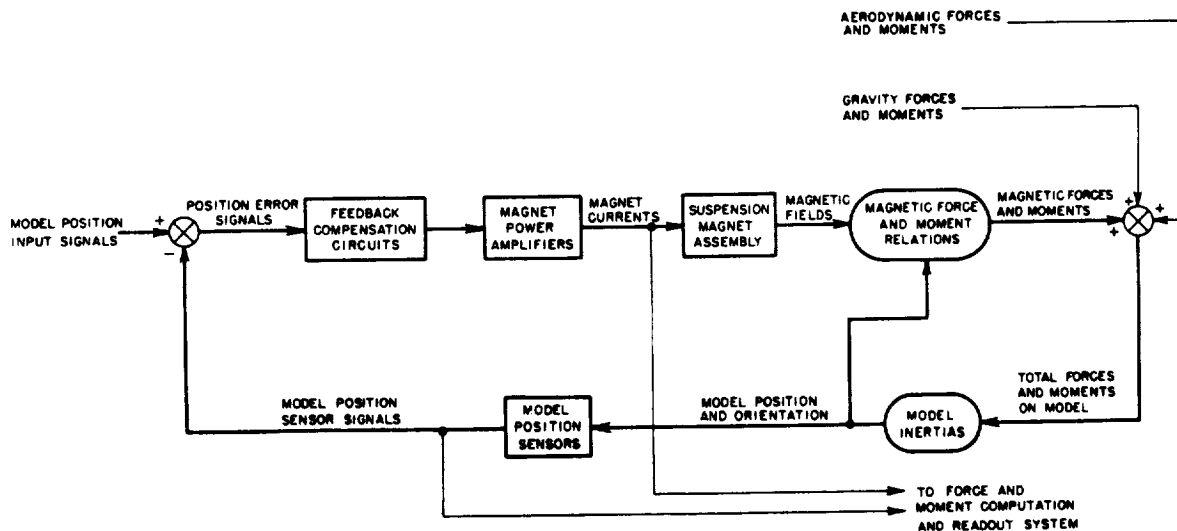 AERODYNAMIC FORCES
AND MOMENTS
GRAVITY FORCES
AND MOMENTS
MODEL POSITION
INPUT SIGNALS
+
−
POSITION ERROR
SIGNALS
FEEDBACK
COMPENSATION
CIRCUITS
MAGNET
POWER
AMPLIFIERS
MAGNET
CURRENTS
SUSPENSION
MAGNET
ASSEMBLY
MAGNETIC
FIELDS
MAGNETIC FORCE
AND MOMENT
RELATIONS
MAGNETIC FORCES
AND MOMENTS
+
+
+
TOTAL FORCES
AND MOMENTS
ON MODEL
MODEL
INERTIAS
MODEL POSITION
AND ORIENTATION
MODEL
POSITION
SENSORS
MODEL POSITION
SENSOR SIGNALS
TO FORCE AND
MOMENT COMPUTATION
AND READOUT SYSTEM